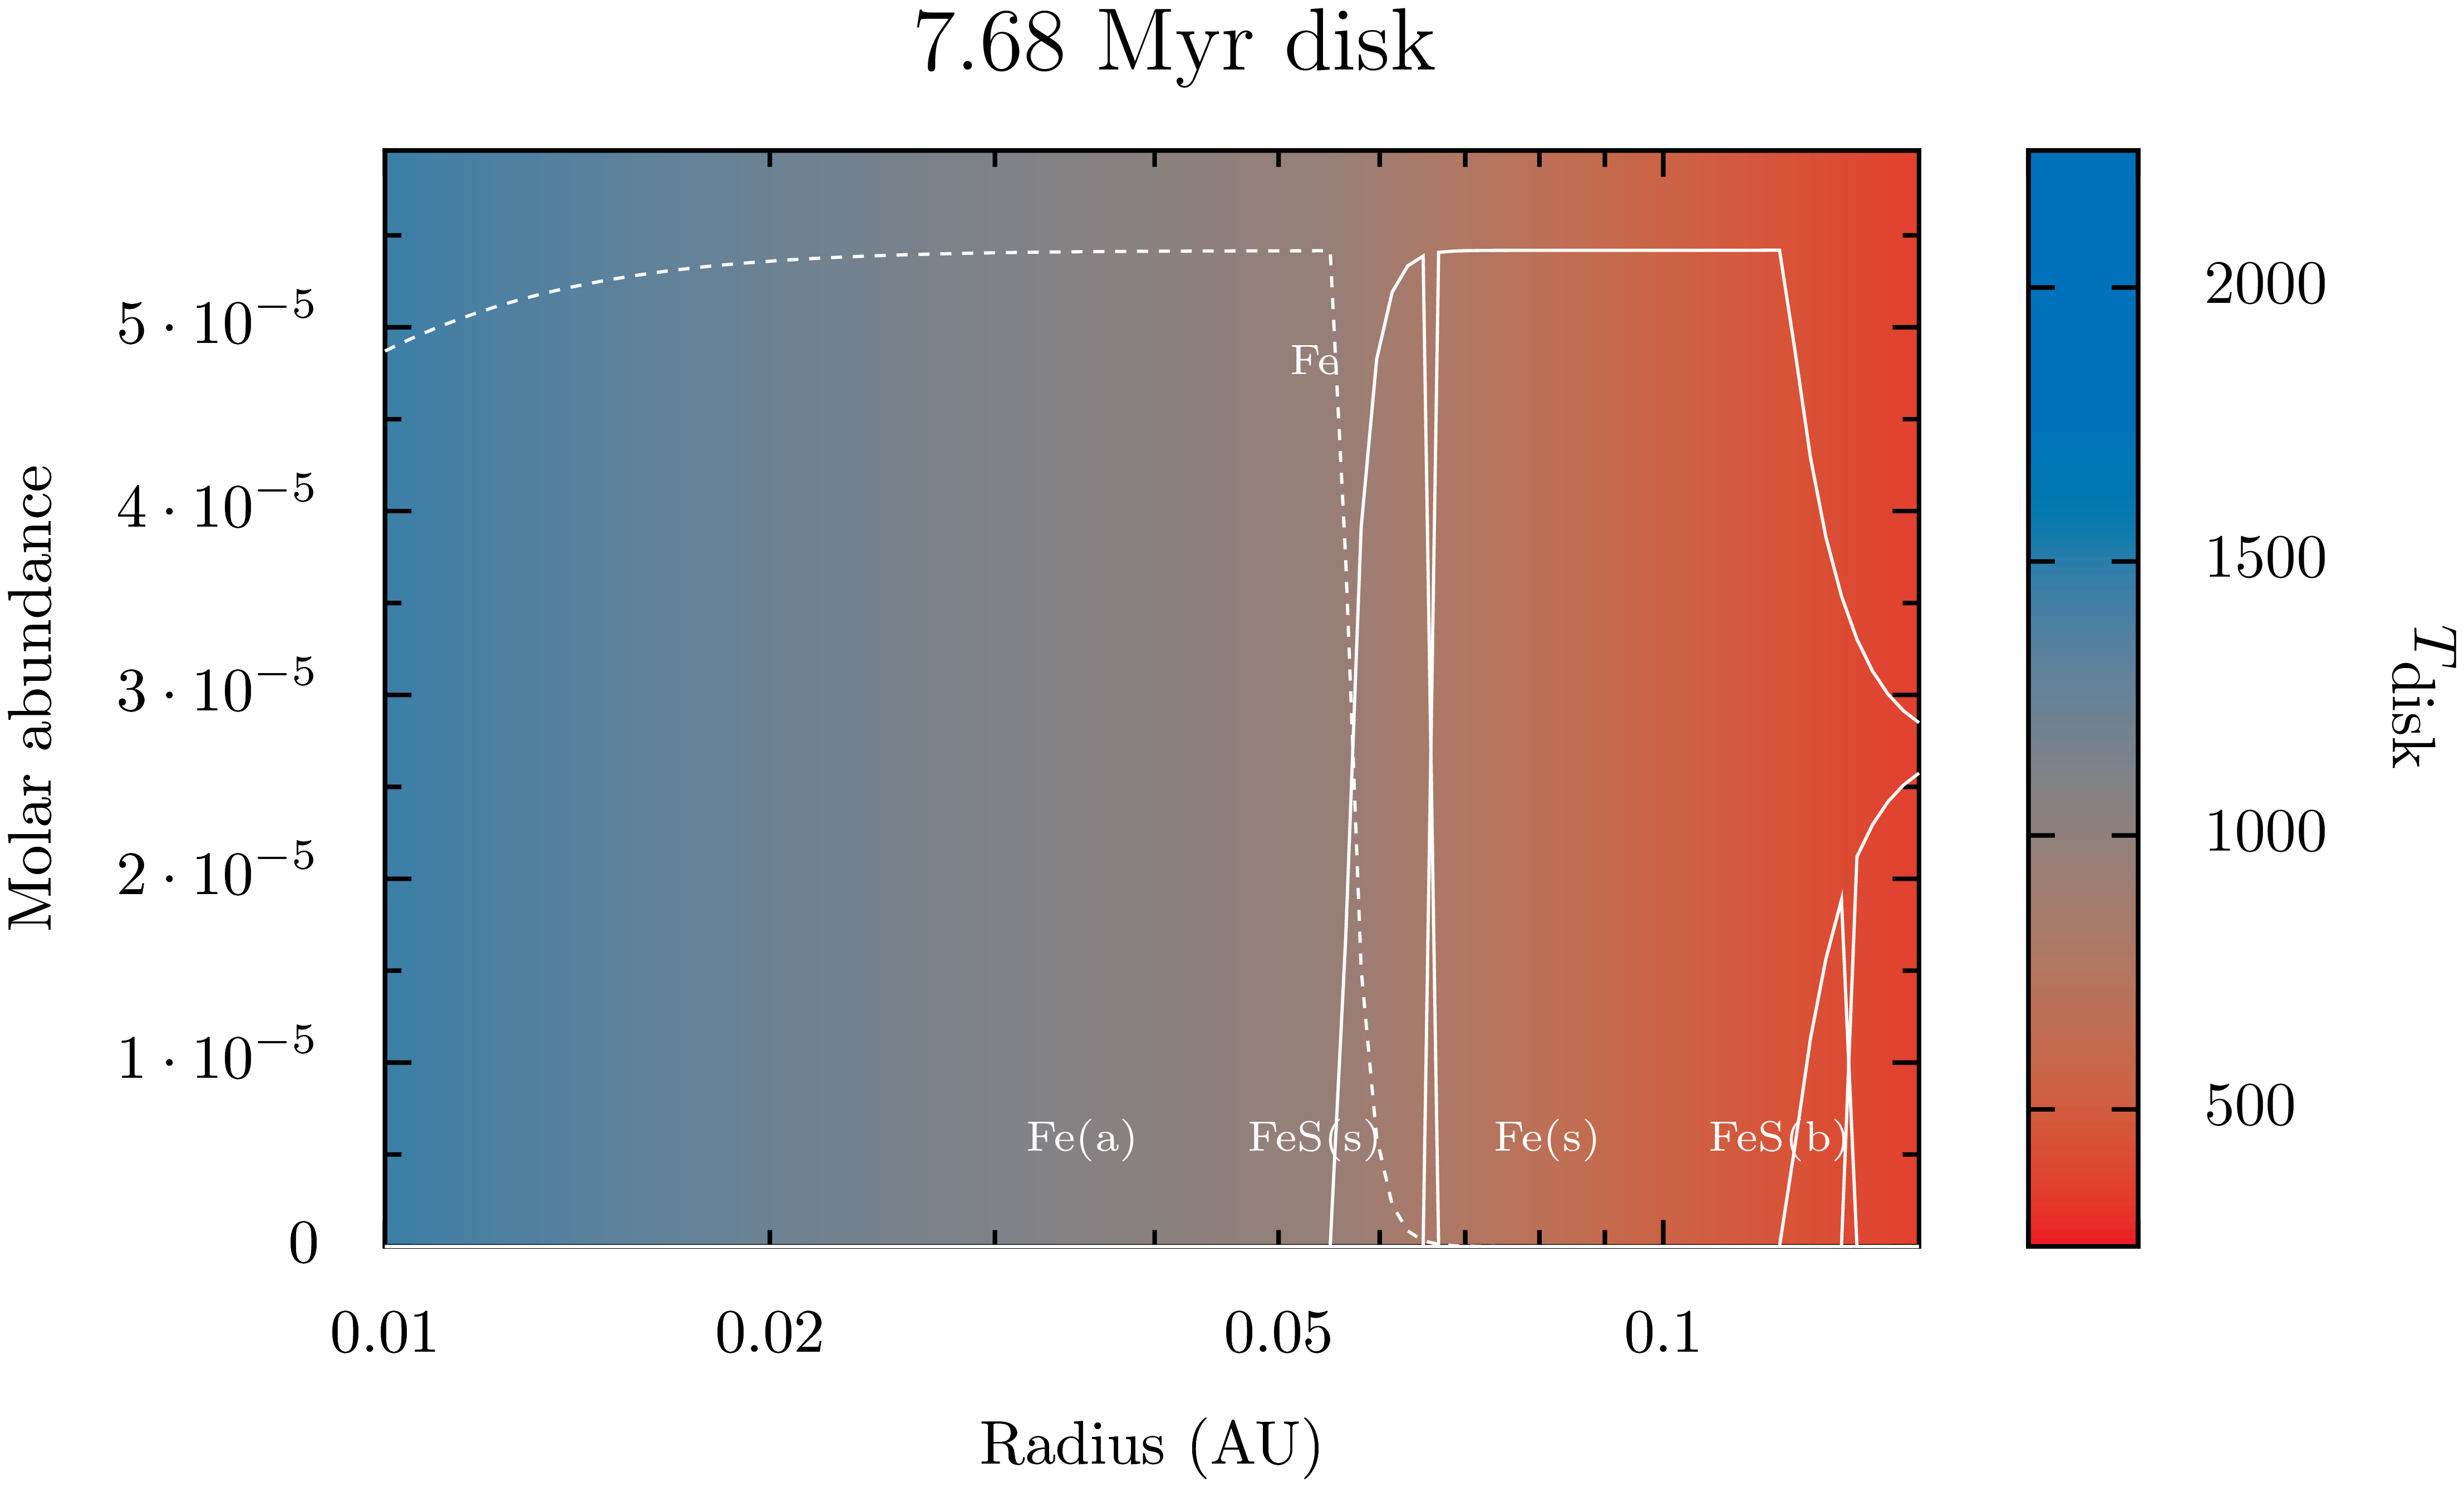 7.68 Myr disk
Molar abundance
5 · 10⁻⁵
4 · 10⁻⁵
3 · 10⁻⁵
2 · 10⁻⁵
1 · 10⁻⁵
0
Fe
Fe(a) FeS(s) Fe(s) FeS(b)
0.01 0.02 0.05 0.1
Radius (AU)
2000
1500
1000
500
T_disk